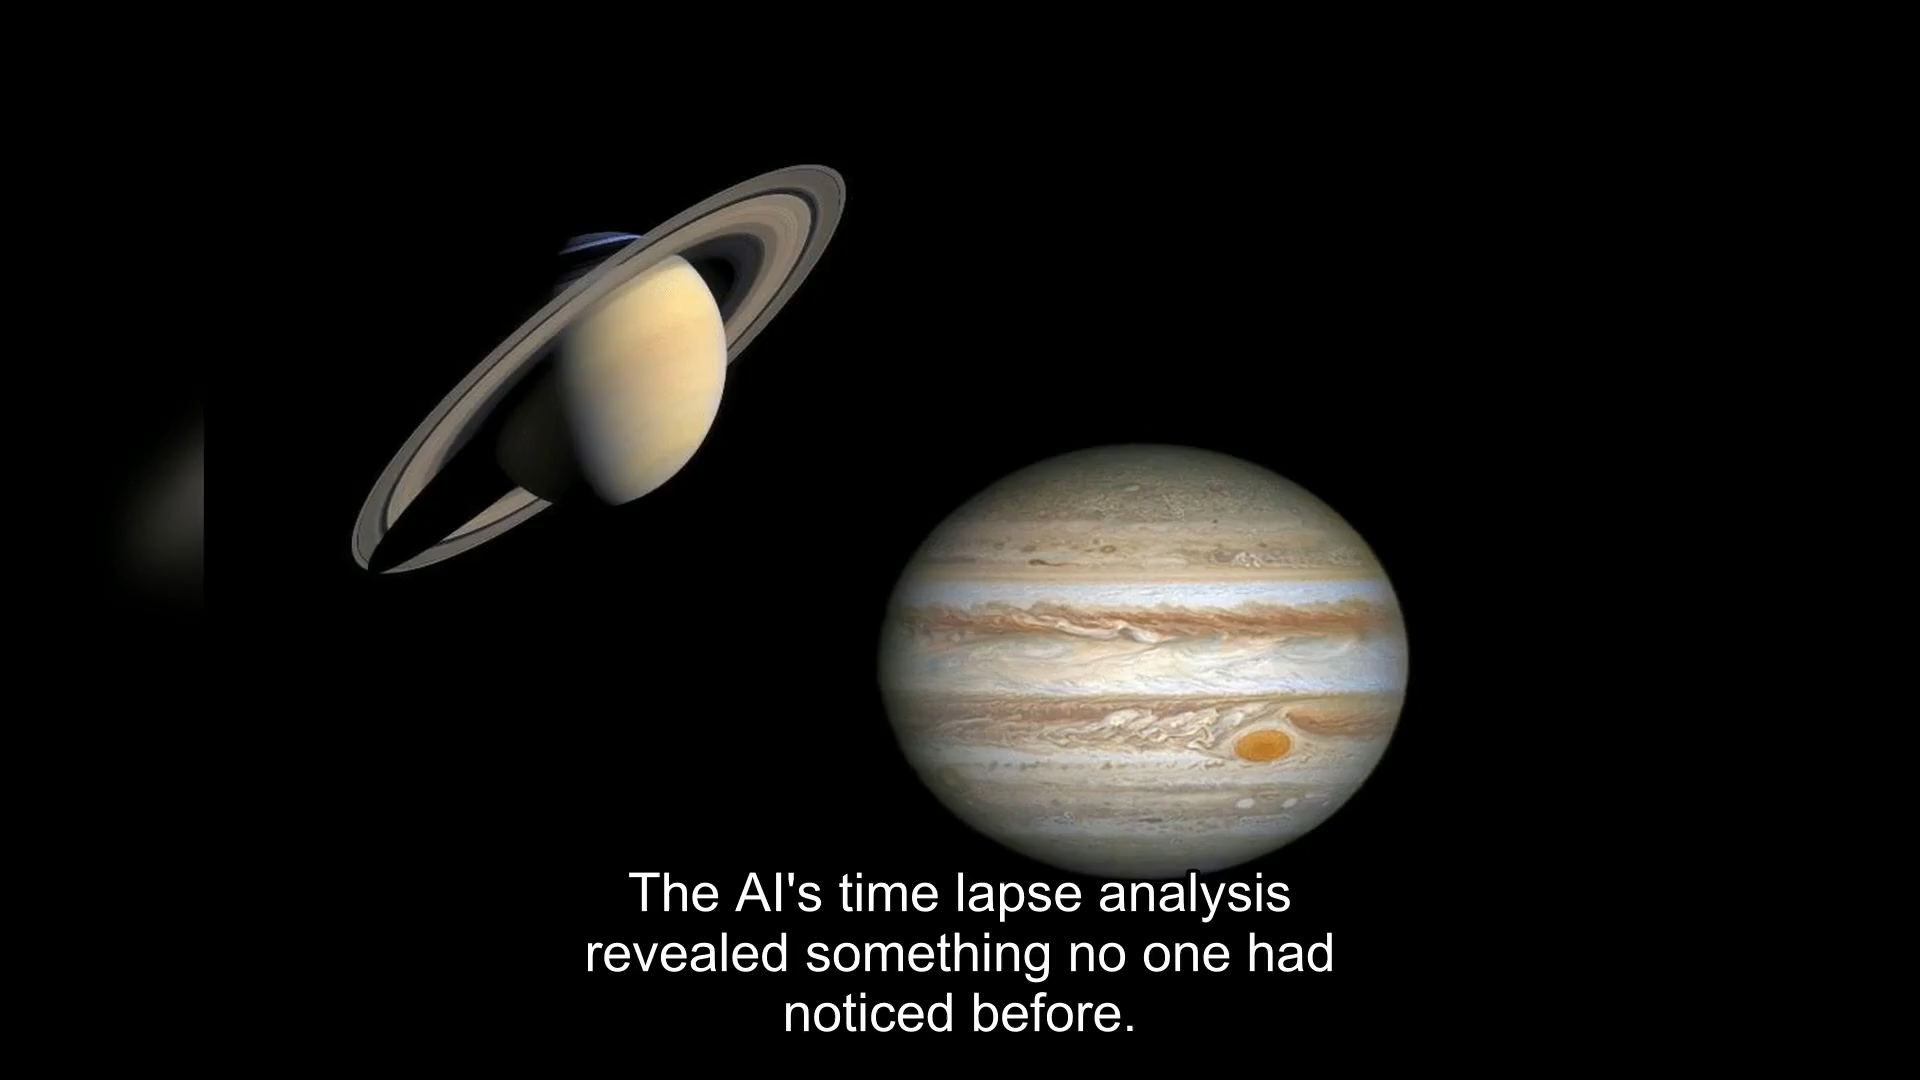 The AI's time lapse analysis
revealed something no one had
noticed before.